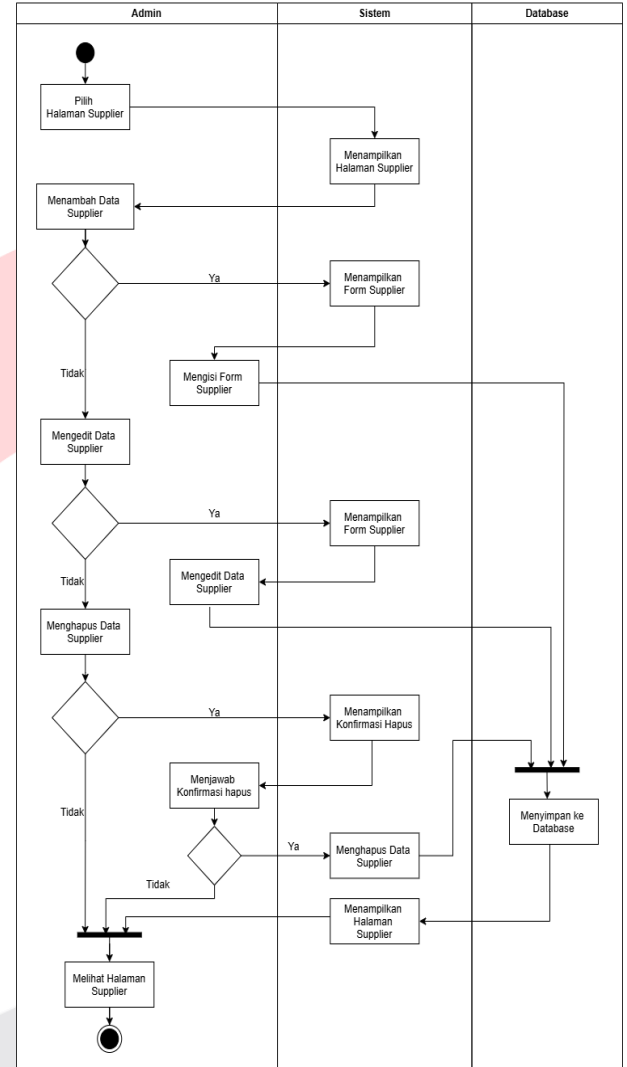 Admin
Sistem
Database
Pilih
Halaman Supplier
Menampilkan
Halaman Supplier
Menambah Data
Supplier
Ya
Menampilkan
Form Supplier
Tidak
Mengisi Form
Supplier
Mengedit Data
Supplier
Ya
Menampilkan
Form Supplier
Tidak
Mengedit Data
Supplier
Menghapus Data
Supplier
Ya
Menampilkan
Konfirmasi Hapus
Menjawab
Konfirmasi hapus
Tidak
Menyimpan ke
Database
Ya
Menghapus Data
Supplier
Tidak
Menampilkan
Halaman
Supplier
Melihat Halaman
Supplier